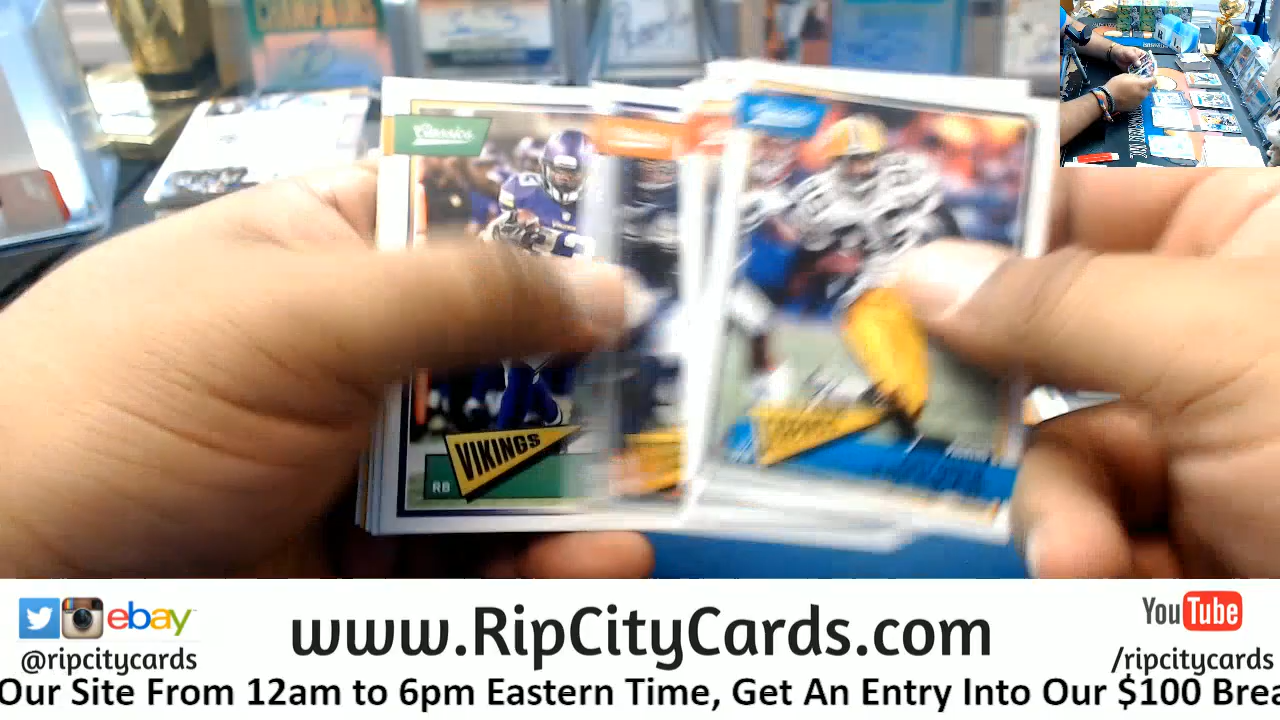 CHAMPIONS
Classics
VIKINGS
RB
ebay
www.RipCityCards.com
YouTube
@ripcitycards
/ripcitycards
Our Site From 12am to 6pm Eastern Time, Get An Entry Into Our $100 Brea